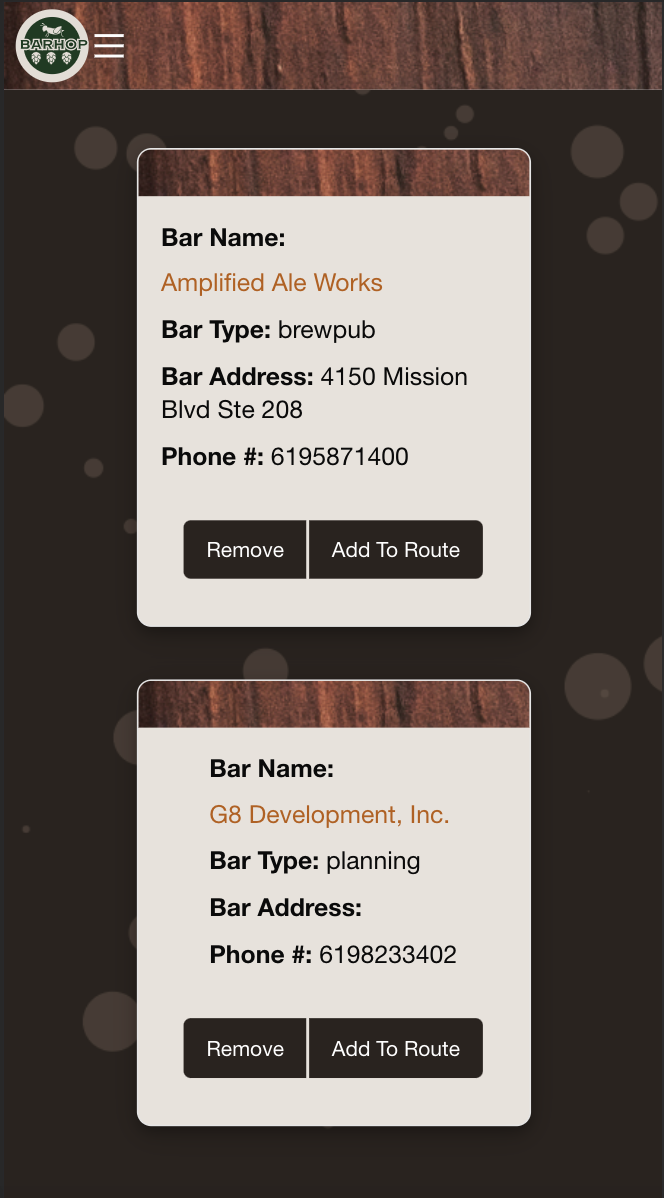 BARHOP
Bar Name:
Amplified Ale Works
Bar Type: brewpub
Bar Address: 4150 Mission
Blvd Ste 208
Phone #: 6195871400
Remove
Add To Route
Bar Name:
G8 Development, Inc.
Bar Type: planning
Bar Address:
Phone #: 6198233402
Remove
Add To Route